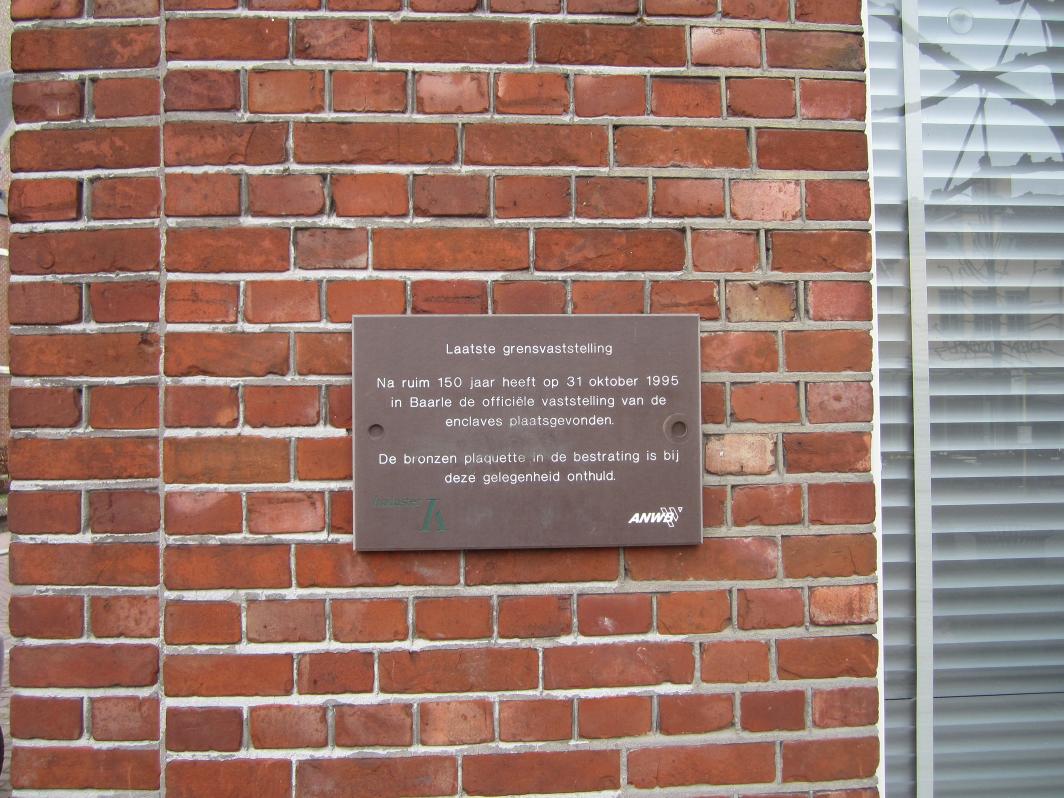 Laatste grensvaststelling
Na ruim 150 jaar heeft op 31 oktober 1995
in Baarle de officiële vaststelling van de
enclaves plaatsgevonden.
De bronzen plaquette in de bestrating is bij
deze gelegenheid onthuld.
kadaster
ANWB